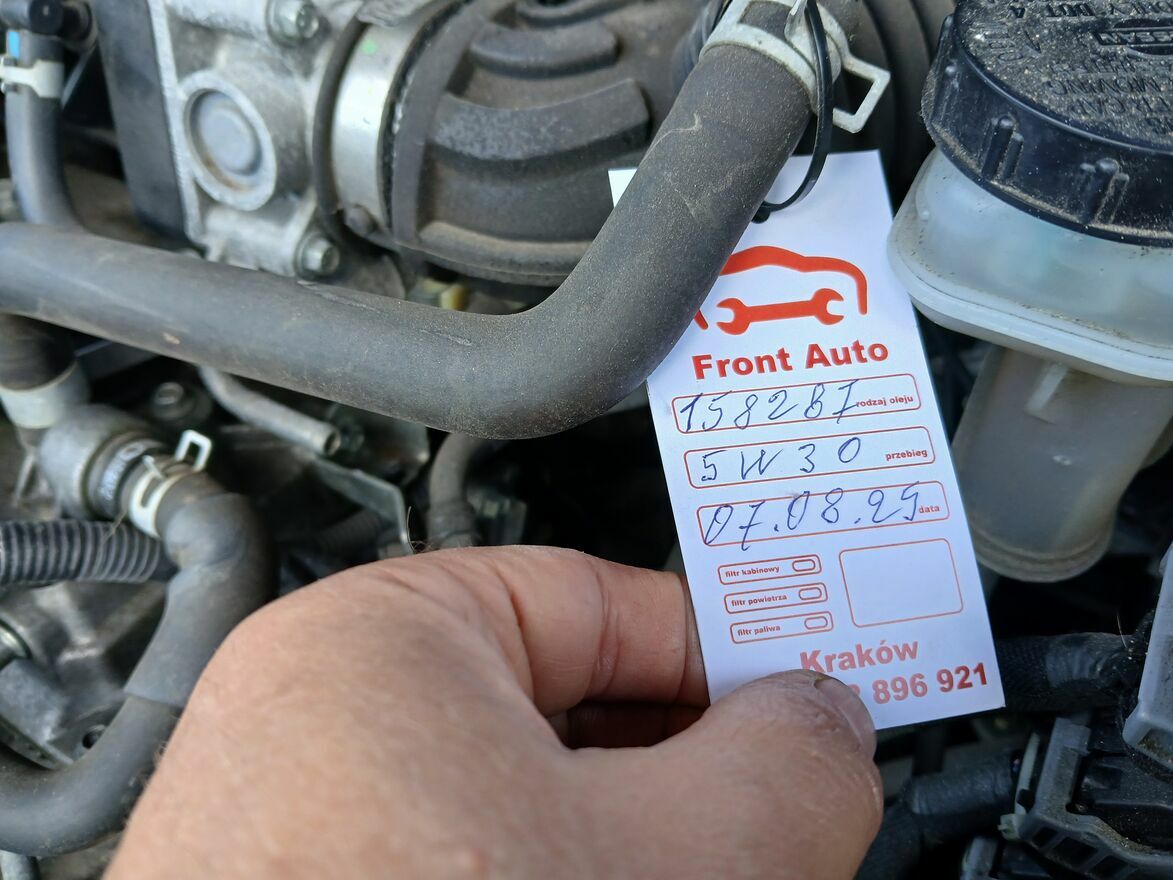 Front Auto
158287 rodzaj oleju
5W30 przebieg
07.08.25 data
filtr kabinowy
filtr powietrza
filtr paliwa
Kraków
896 921